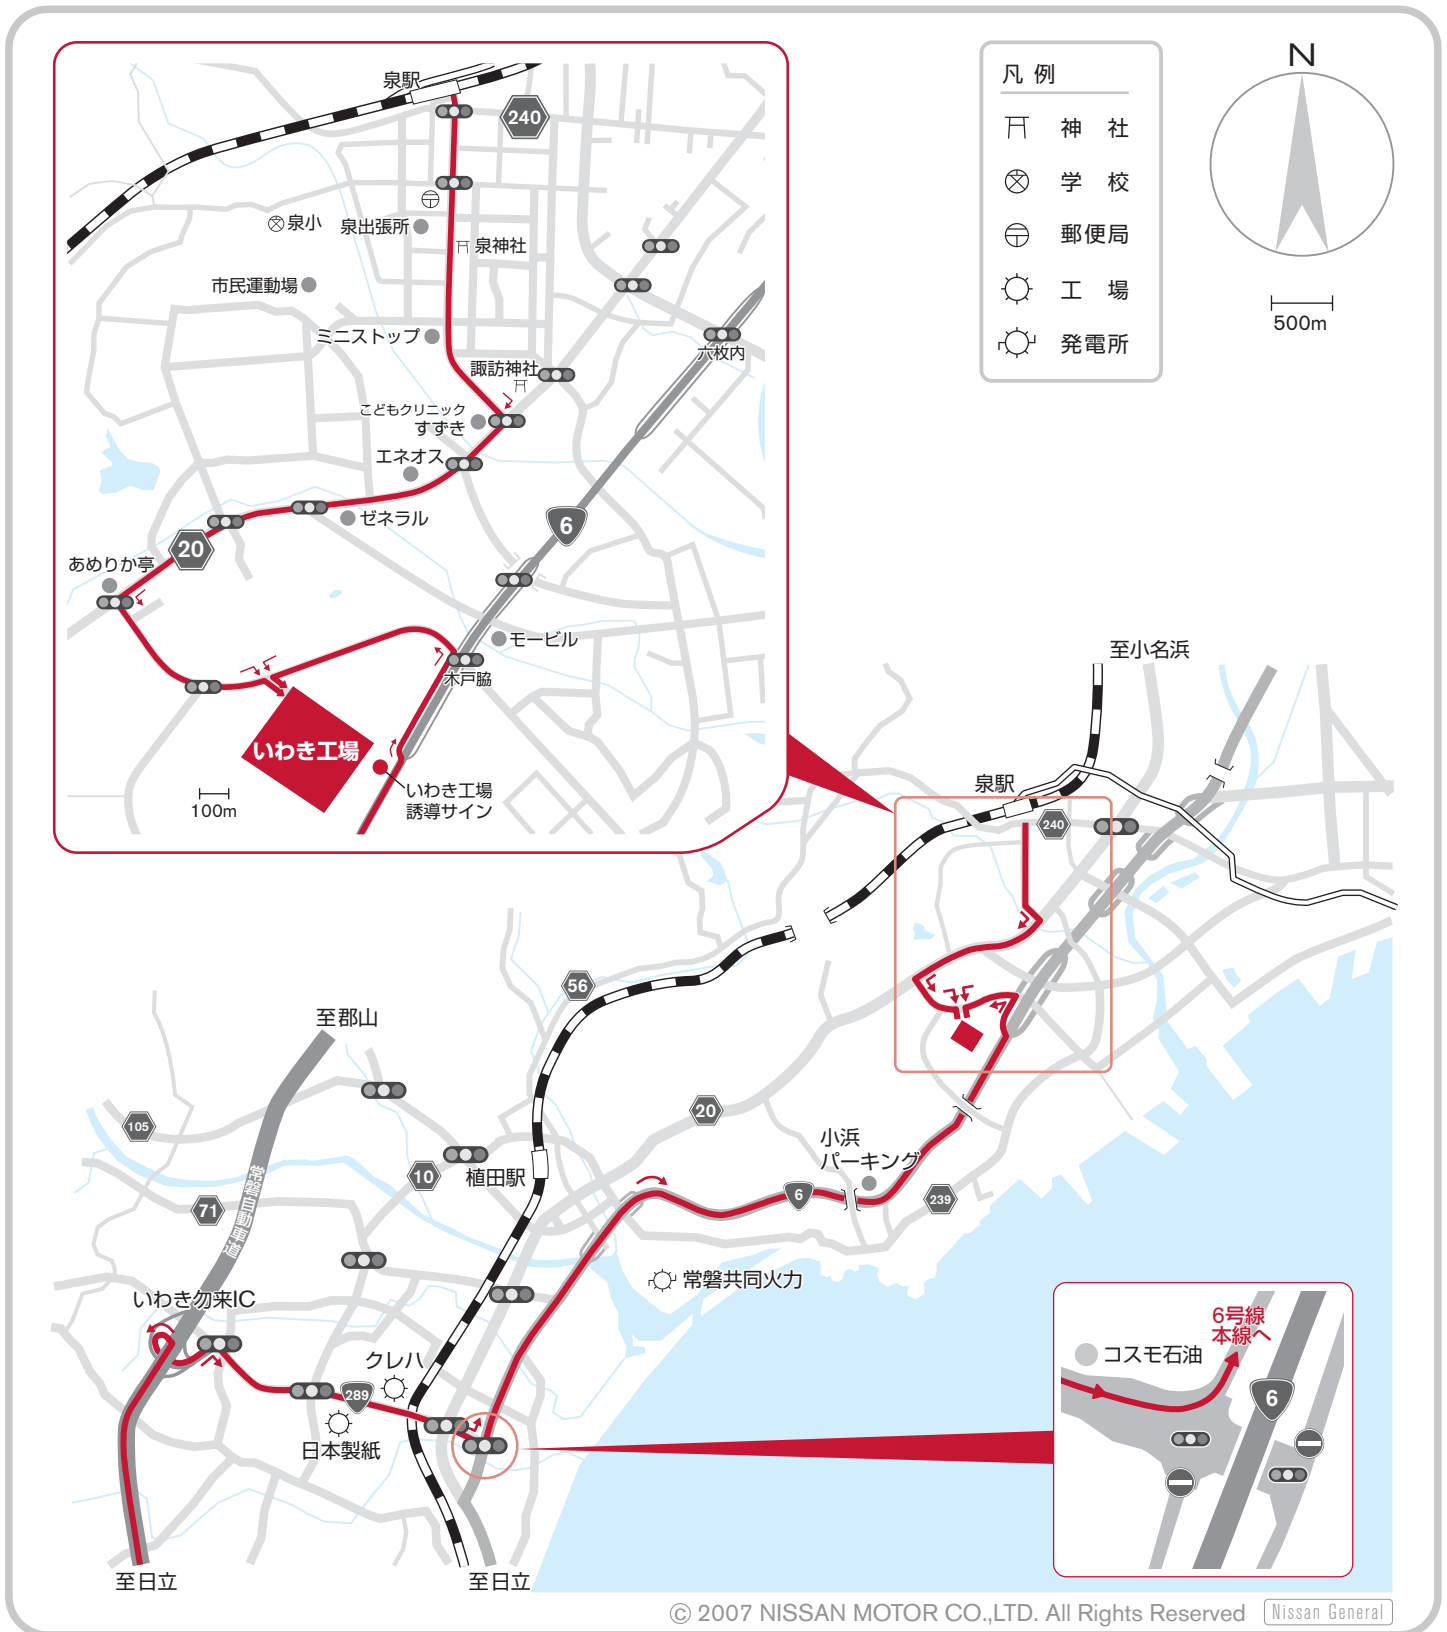 泉駅
240
泉小
泉出張所
泉神社
市民運動場
ミニストップ
六枚内
諏訪神社
こどもクリニック
すずき
エネオス
ゼネラル
6
20
あめりか亭
モービル
木戸脇
いわき工場
いわき工場
誘導サイン
100m
凡 例
神 社
学 校
郵便局
工 場
発電所
N
500m
至小名浜
泉駅
240
56
至郡山
105
20
小浜
パーキング
10
植田駅
6
239
71
常磐自動車道
常磐共同火力
いわき勿来IC
クレハ
289
日本製紙
6号線
本線へ
コスモ石油
6
至日立
至日立
© 2007 NISSAN MOTOR CO.,LTD. All Rights Reserved
Nissan General